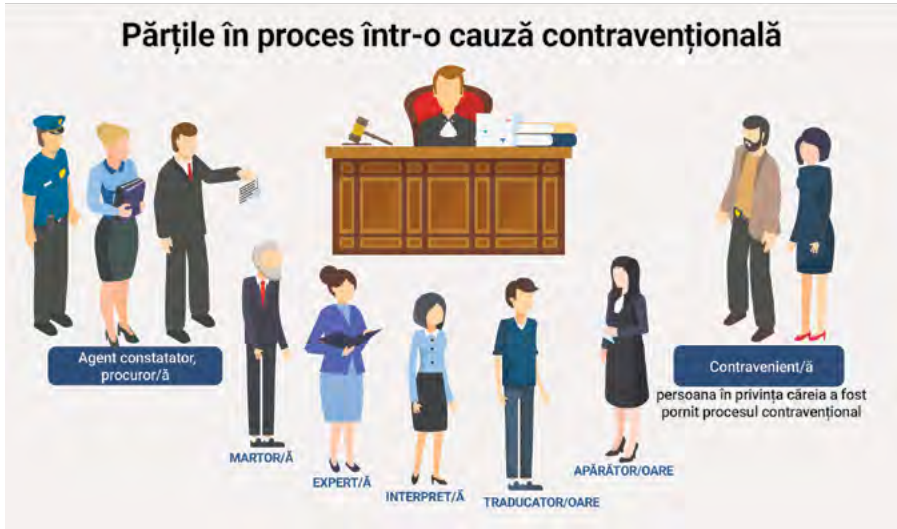 Părțile în proces într-o cauză contravențională
Agent constatator,
procuror/ă
Contravenient/ă
persoana în privința căreia a fost
pornit procesul contravențional
MARTOR/Ă
EXPERT/Ă
INTERPRET/Ă
TRADUCATOR/OARE
APĂRĂTOR/OARE